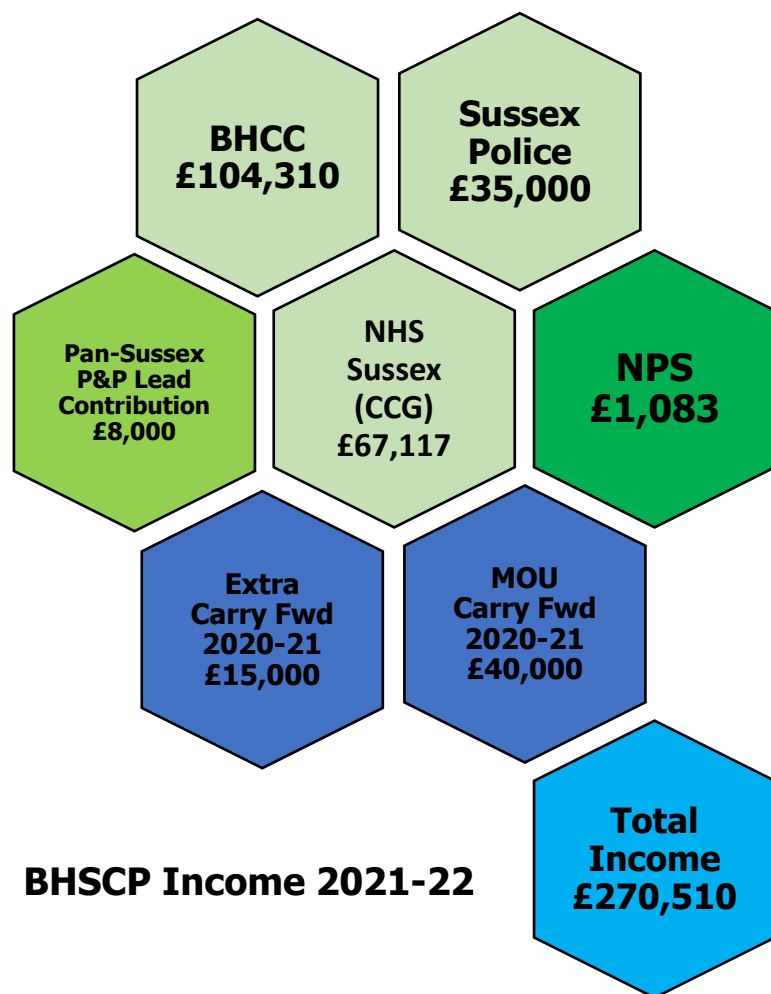 BHCC
£104,310
Sussex
Police
£35,000
Pan-Sussex
P&P Lead
Contribution
£8,000
NHS
Sussex
(CCG)
£67,117
NPS
£1,083
Extra
Carry Fwd
2020-21
£15,000
MOU
Carry Fwd
2020-21
£40,000
Total
Income
£270,510
BHSCP Income 2021-22